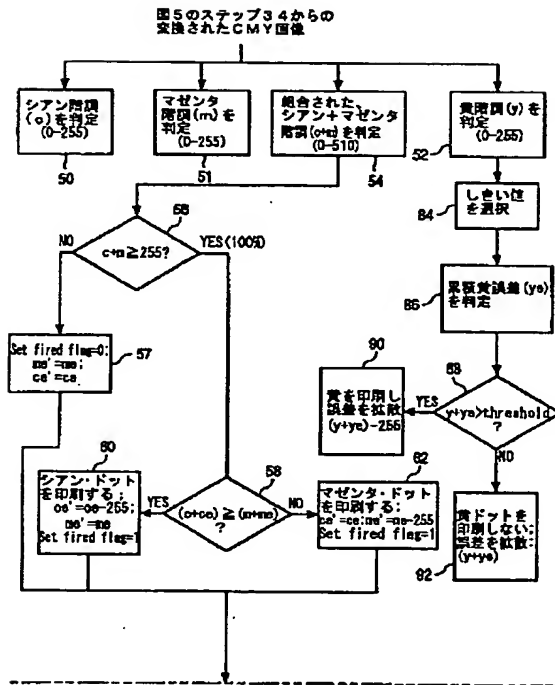 図5のステップ34からの
変換されたCMY画像
シアン階調
(c)を判定
(0-255)
50
マゼンタ
階調(m)を
判定
(0-255)
51
組合された、
シアン+マゼンタ
階調(c+m)を判定
(0-510)
54
黄階調(y)を
判定
(0-255)
52
しきい値
を選択
84
累積黄誤差(ye)
を判定
86
56
c+m≧255?
NO
YES(100%)
Set fired flag=0;
me'=me;
ce'=ce
57
90
黄を印刷し
誤差を拡散
(y+ye)-255
YES
y+ye>threshold
?
NO
60
シアン・ドット
を印刷する;
ce'=ce-255;
me'=me
Set fired flag=1
YES
58
(c+ce)≧(m+me)
?
NO
62
マゼンタ・ドット
を印刷する:
ce'=ce;me'=me-255
Set fired flag=1
黄ドットを
印刷しない:
誤差を拡散:
(y+ye)
92